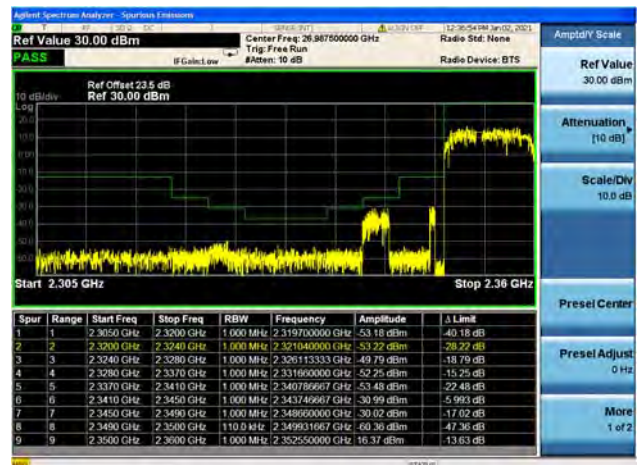 Agilent Spectrum Analyzer - Spurious Emissions
12:36:54 PM Jan 02, 2021
Ref Value 30.00 dBm
Center Freq: 26.987500000 GHz
Radio Std: None
Trig: Free Run
PASS
IFGain:Low
#Atten: 10 dB
Radio Device: BTS
Ref Offset 23.5 dB
10 dB/div
Ref 30.00 dBm
Log
Start 2.305 GHz
Stop 2.36 GHz
Spur Range Start Freq Stop Freq RBW Frequency Amplitude Δ Limit
1 1 2.3050 GHz 2.3200 GHz 1.000 MHz 2.319700000 GHz -53.18 dBm -40.18 dB
2 2 2.3200 GHz 2.3240 GHz 1.000 MHz 2.321040000 GHz -53.22 dBm -28.22 dB
3 3 2.3240 GHz 2.3280 GHz 1.000 MHz 2.326113333 GHz -49.79 dBm -18.79 dB
4 4 2.3280 GHz 2.3370 GHz 1.000 MHz 2.331660000 GHz -52.25 dBm -15.25 dB
5 5 2.3370 GHz 2.3410 GHz 1.000 MHz 2.340786667 GHz -53.48 dBm -22.48 dB
6 6 2.3410 GHz 2.3450 GHz 1.000 MHz 2.343746667 GHz -30.99 dBm -5.993 dB
7 7 2.3450 GHz 2.3490 GHz 1.000 MHz 2.348660000 GHz -30.02 dBm -17.02 dB
8 8 2.3490 GHz 2.3500 GHz 110.0 kHz 2.349931667 GHz -60.36 dBm -47.36 dB
9 9 2.3500 GHz 2.3600 GHz 1.000 MHz 2.352550000 GHz 16.37 dBm -13.63 dB
Amptd/Y Scale
Ref Value
30.00 dBm
Attenuation
[10 dB]
Scale/Div
10.0 dB
Presel Center
Presel Adjust
0 Hz
More
1 of 2